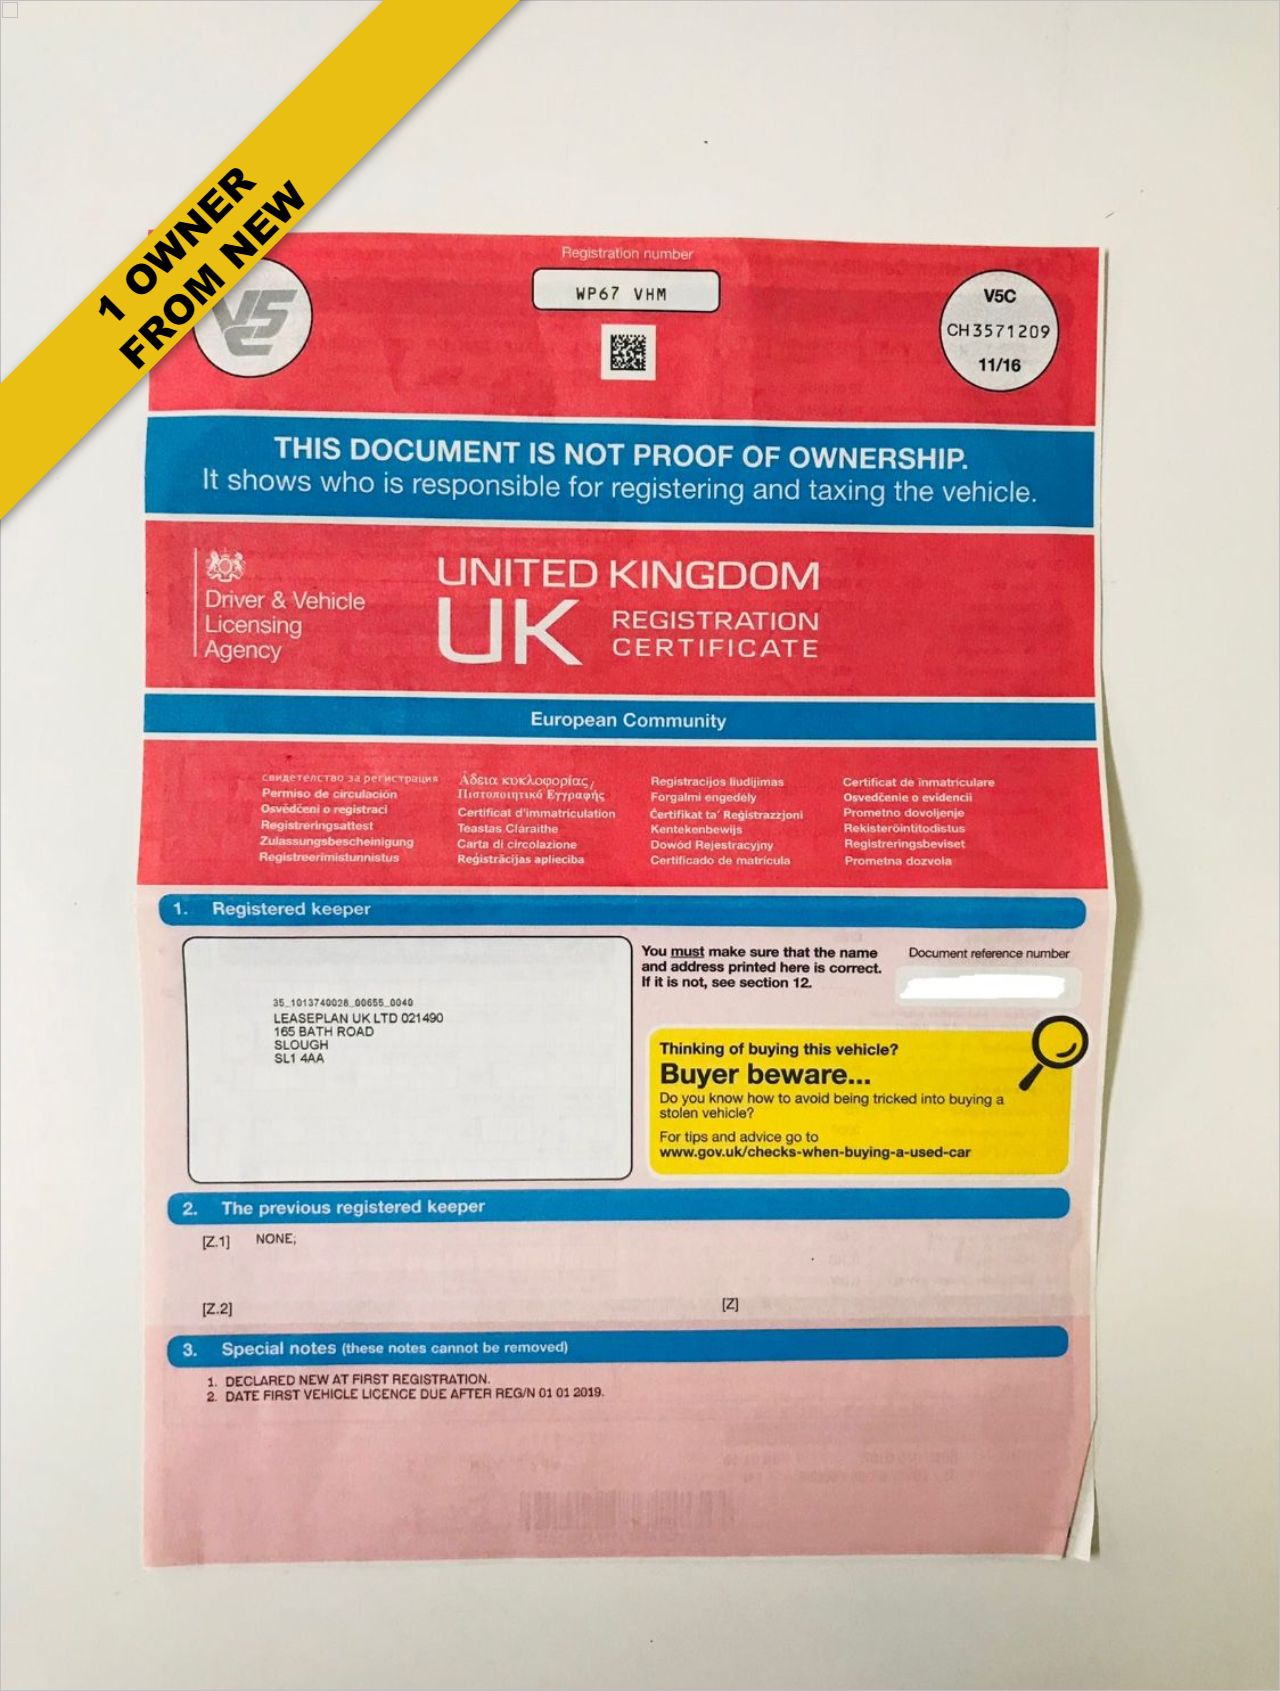 1 OWNER
FROM NEW
Registration number
WP67 VHM
V5C
V5C
CH3571209
11/16
THIS DOCUMENT IS NOT PROOF OF OWNERSHIP.
It shows who is responsible for registering and taxing the vehicle.
Driver & Vehicle
Licensing
Agency
UNITED KINGDOM
UK REGISTRATION
CERTIFICATE
European Community
свидетелство за регистрация
Permiso de circulación
Osvědčení o registraci
Registreringsattest
Zulassungsbescheinigung
Registreerimistunnistus
Άδεια κυκλοφορίας /
Πιστοποιητικό Εγγραφής
Certificat d'immatriculation
Teastas Cláraithe
Carta di circolazione
Reģistrācijas apliecība
Registracijos liudijimas
Forgalmi engedély
Ċertifikat ta' Reġistrazzjoni
Kentekenbewijs
Dowód Rejestracyjny
Certificado de matrícula
Certificat de înmatriculare
Osvedčenie o evidencii
Prometno dovoljenje
Rekisteröintitodistus
Registreringsbeviset
Prometna dozvola
1. Registered keeper
35_1013740028_00655_0040
LEASEPLAN UK LTD 021490
165 BATH ROAD
SLOUGH
SL1 4AA
You must make sure that the name
and address printed here is correct.
If it is not, see section 12.
Document reference number
Thinking of buying this vehicle?
Buyer beware...
Do you know how to avoid being tricked into buying a
stolen vehicle?
For tips and advice go to
www.gov.uk/checks-when-buying-a-used-car
2. The previous registered keeper
[Z.1] NONE;
[Z.2]
[Z]
3. Special notes (these notes cannot be removed)
1. DECLARED NEW AT FIRST REGISTRATION.
2. DATE FIRST VEHICLE LICENCE DUE AFTER REG/N 01 01 2019.